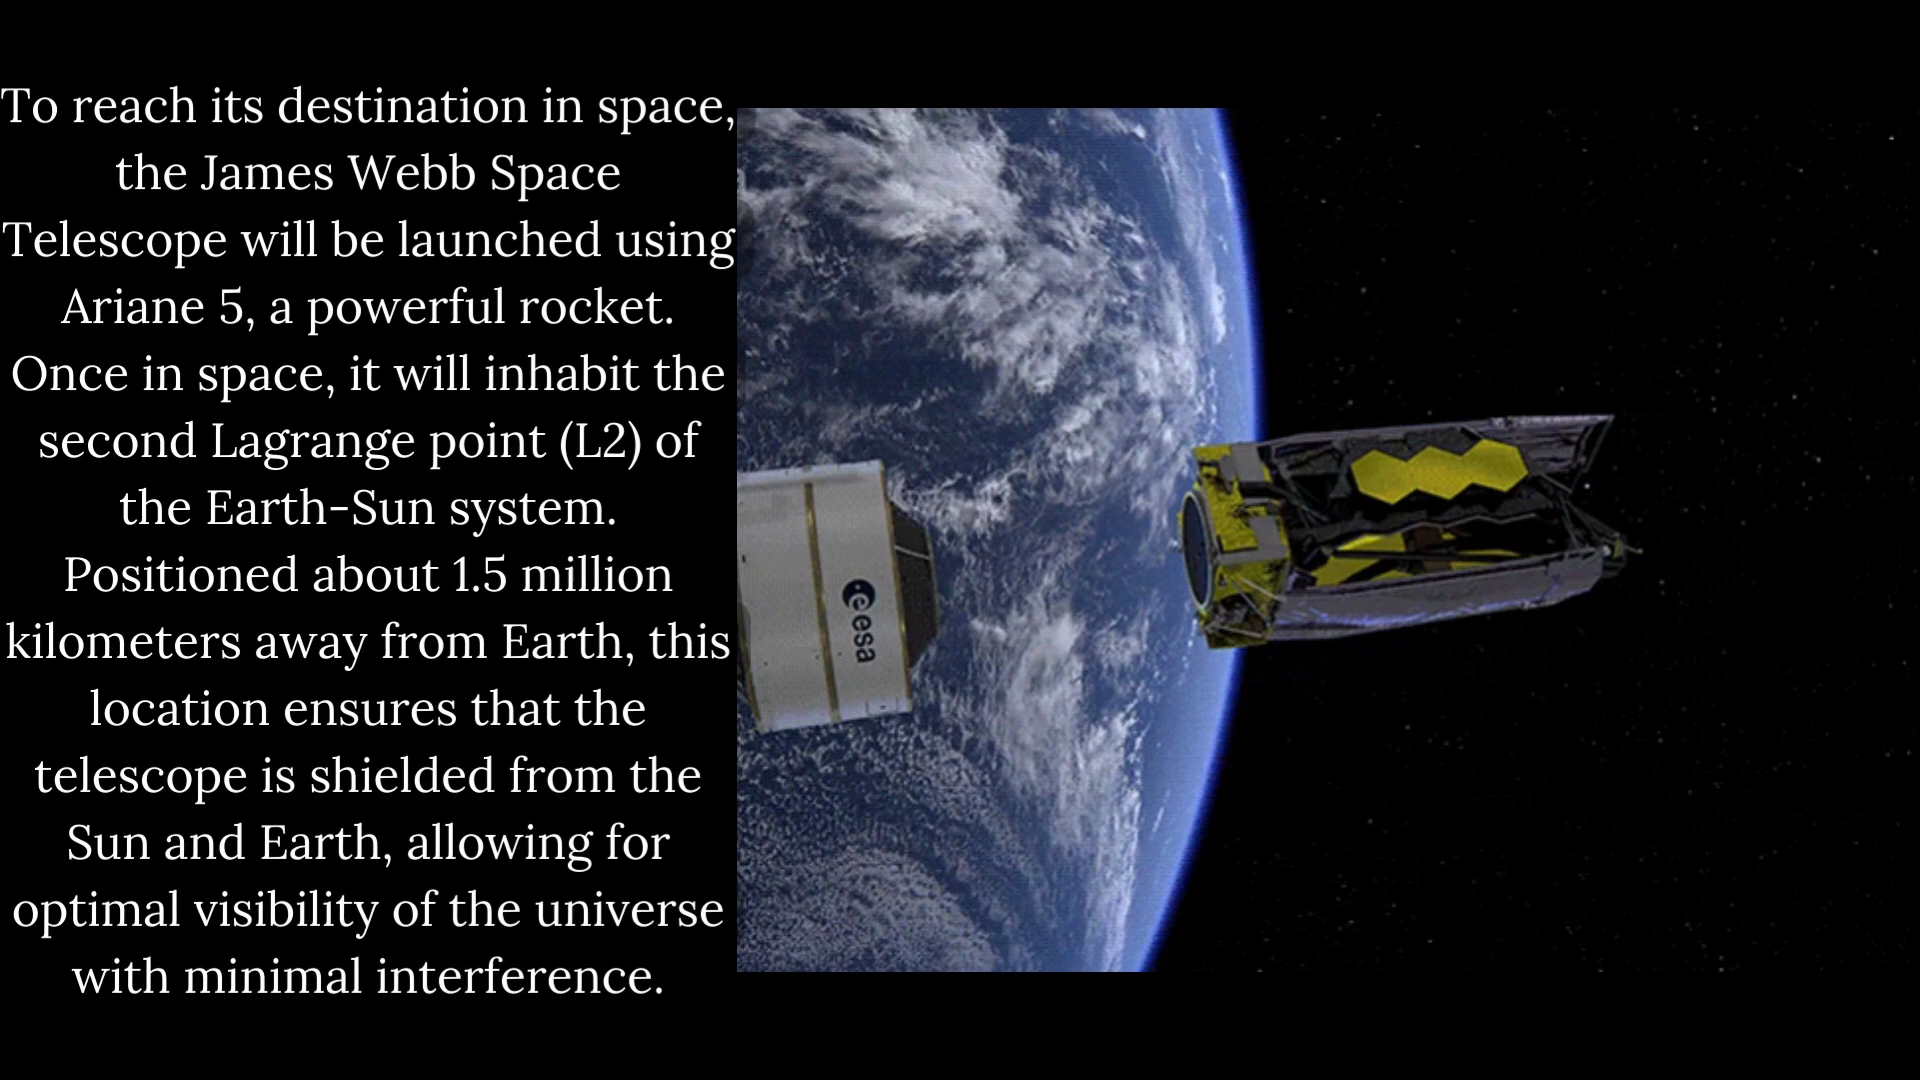 To reach its destination in space,
the James Webb Space
Telescope will be launched using
Ariane 5, a powerful rocket.
Once in space, it will inhabit the
second Lagrange point (L2) of
the Earth-Sun system.
Positioned about 1.5 million
kilometers away from Earth, this
location ensures that the
telescope is shielded from the
Sun and Earth, allowing for
optimal visibility of the universe
with minimal interference.
esa